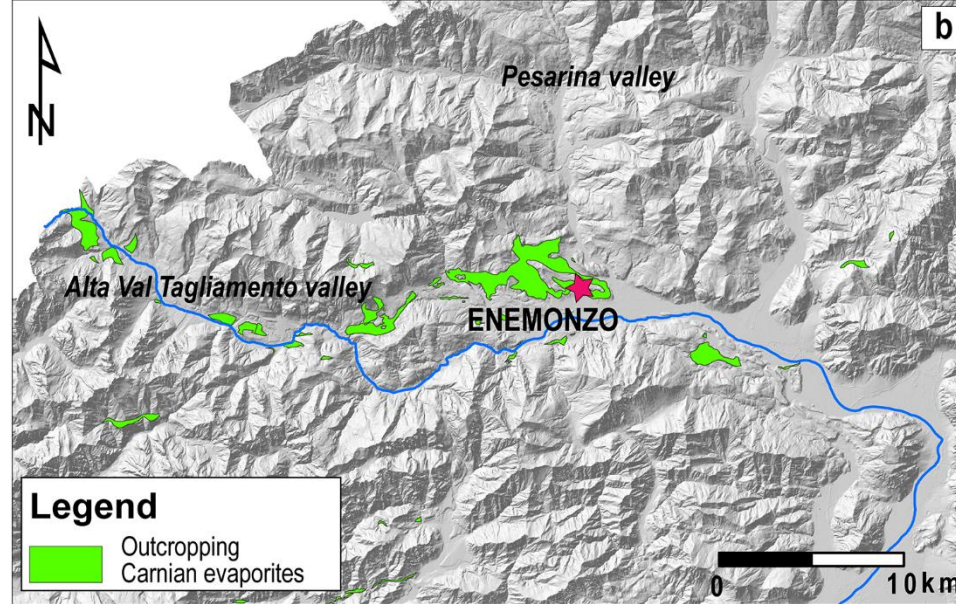 b
N
Pesarina valley
Alta Val Tagliamento valley
ENEMONZO
Legend
Outcropping
Carnian evaporites
0 10 km